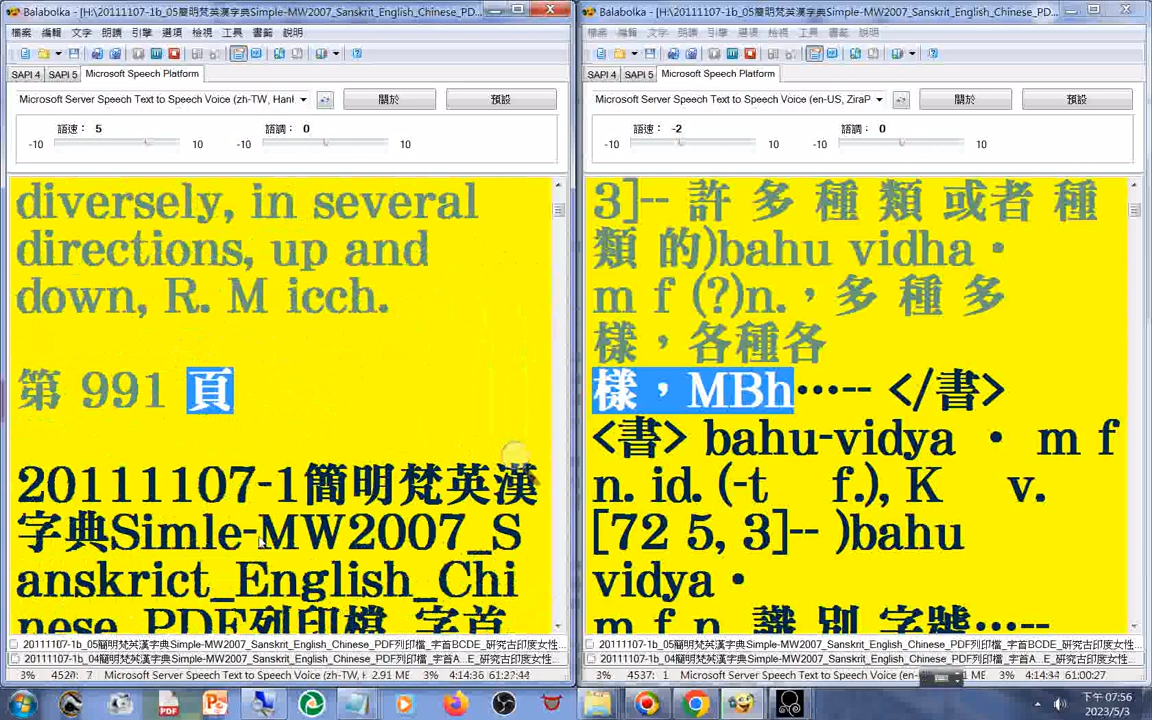 Balabolka - [H:\20111107-1b_05簡明梵英漢字典Simple-MW2007_Sanskrit_English_Chinese_PD...
檔案 編輯 文字 朗讀 引擎 選項 檢視 工具 書籤 說明
SAPI 4 SAPI 5 Microsoft Speech Platform
Microsoft Server Speech Text to Speech Voice (zh-TW, Hanl
關於 預設
語速： 5 語調： 0
-10 10 -10 10
diversely, in several
directions, up and
down, R. M icch.
第 991 頁
20111107-1簡明梵英漢
字典Simle-MW2007_S
anskrict_English_Chi
nese_PDF列印檔_字首
20111107-1b_05簡明梵英漢字典Simple-MW2007_Sanskrit_English_Chinese_PDF列印檔_字首BCDE_研究古印度女性...
20111107-1b_04簡明梵英漢字典Simple-MW2007_Sanskrit_English_Chinese_PDF列印檔_字首A...E_研究古印度女性...
3% Microsoft Server Speech Text to Speech Voice (zh-TW, 2.91 ME 3% 4:14:36
Balabolka - [H:\20111107-1b_05簡明梵英漢字典Simple-MW2007_Sanskrit_English_Chinese_PD...
檔案 編輯 文字 朗讀 引擎 選項 檢視 工具 書籤 說明
SAPI 4 SAPI 5 Microsoft Speech Platform
Microsoft Server Speech Text to Speech Voice (en-US, ZiraP
關於 預設
語速： -2 語調： 0
-10 10 -10 10
3]-- 許 多 種 類 或者 種
類 的)bahu vidha・
m f (?)n.，多 種 多
樣，各種各
樣，MBh…-- </書>
<書> bahu-vidya ・ m f
n. id. (-t f.), K v.
[72 5, 3]-- )bahu
vidya・
m f n. 識 別 字號…--
20111107-1b_05簡明梵英漢字典Simple-MW2007_Sanskrit_English_Chinese_PDF列印檔_字首BCDE_研究古印度女性...
20111107-1b_04簡明梵英漢字典Simple-MW2007_Sanskrit_English_Chinese_PDF列印檔_字首A...E_研究古印度女性...
3% 4537: 1 Microsoft Server Speech Text to Speech Voice (en-US, ME 3% 4:14:44 61:00:27
PDF
下午 07:56
2023/5/3